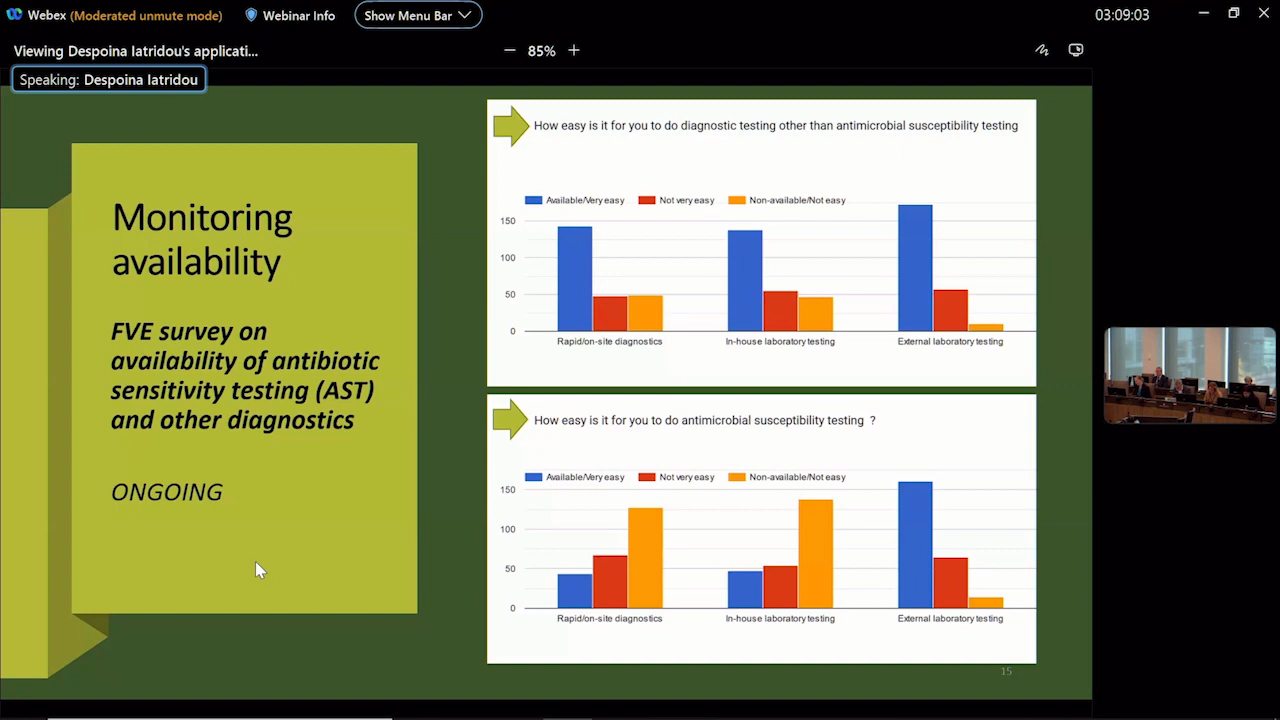 Webex (Moderated unmute mode)
Webinar Info
Show Menu Bar
03:09:03
Viewing Despoina Iatridou's applicati...
85%
Speaking: Despoina Iatridou
Monitoring
availability
FVE survey on
availability of antibiotic
sensitivity testing (AST)
and other diagnostics
ONGOING
How easy is it for you to do diagnostic testing other than antimicrobial susceptibility testing
Available/Very easy Not very easy Non-available/Not easy
150
100
50
0
Rapid/on-site diagnostics In-house laboratory testing External laboratory testing
How easy is it for you to do antimicrobial susceptibility testing ?
Available/Very easy Not very easy Non-available/Not easy
150
100
50
0
Rapid/on-site diagnostics In-house laboratory testing External laboratory testing
15